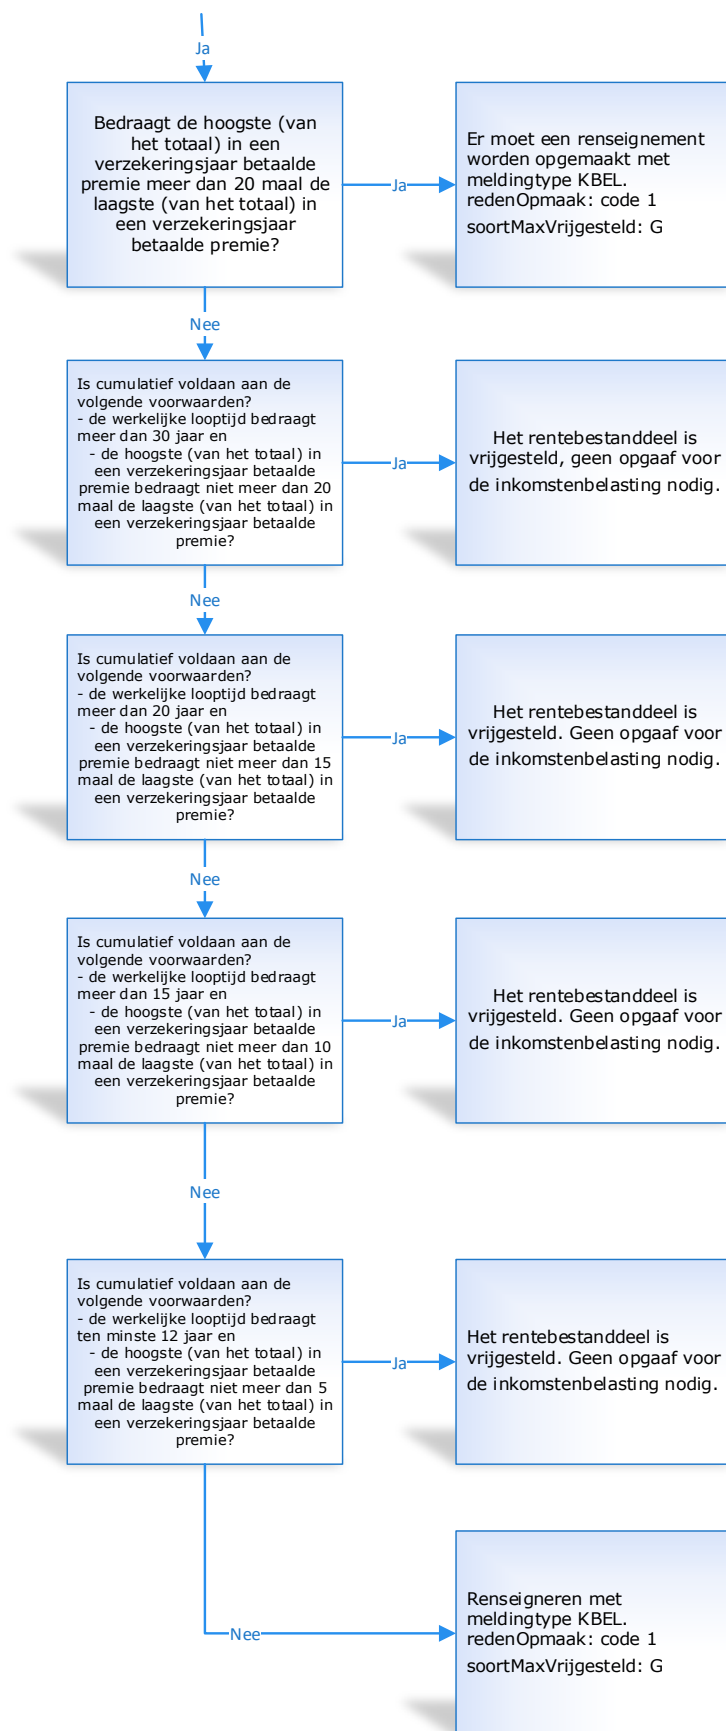 Ja
Bedraagt de hoogste (van
het totaal) in een
verzekeringsjaar betaalde
premie meer dan 20 maal de
laagste (van het totaal) in
een verzekeringsjaar
betaalde premie?
Ja
Er moet een renseignement
worden opgemaakt met
meldingtype KBEL.
redenOpmaak: code 1
soortMaxVrijgesteld: G
Nee
Is cumulatief voldaan aan de
volgende voorwaarden?
- de werkelijke looptijd bedraagt
meer dan 30 jaar en
- de hoogste (van het totaal) in
een verzekeringsjaar betaalde
premie bedraagt niet meer dan 20
maal de laagste (van het totaal) in
een verzekeringsjaar betaalde
premie?
Ja
Het rentebestanddeel is
vrijgesteld, geen opgaaf voor
de inkomstenbelasting nodig.
Nee
Is cumulatief voldaan aan de
volgende voorwaarden?
- de werkelijke looptijd bedraagt
meer dan 20 jaar en
- de hoogste (van het totaal) in
een verzekeringsjaar betaalde
premie bedraagt niet meer dan 15
maal de laagste (van het totaal) in
een verzekeringsjaar betaalde
premie?
Ja
Het rentebestanddeel is
vrijgesteld. Geen opgaaf voor
de inkomstenbelasting nodig.
Nee
Is cumulatief voldaan aan de
volgende voorwaarden?
- de werkelijke looptijd bedraagt
meer dan 15 jaar en
- de hoogste (van het totaal) in
een verzekeringsjaar betaalde
premie bedraagt niet meer dan 10
maal de laagste (van het totaal) in
een verzekeringsjaar betaalde
premie?
Ja
Het rentebestanddeel is
vrijgesteld. Geen opgaaf voor
de inkomstenbelasting nodig.
Nee
Is cumulatief voldaan aan de
volgende voorwaarden?
- de werkelijke looptijd bedraagt
ten minste 12 jaar en
- de hoogste (van het totaal) in
een verzekeringsjaar betaalde
premie bedraagt niet meer dan 5
maal de laagste (van het totaal) in
een verzekeringsjaar betaalde
premie?
Ja
Het rentebestanddeel is
vrijgesteld. Geen opgaaf voor
de inkomstenbelasting nodig.
Nee
Renseigneren met
meldingtype KBEL.
redenOpmaak: code 1
soortMaxVrijgesteld: G